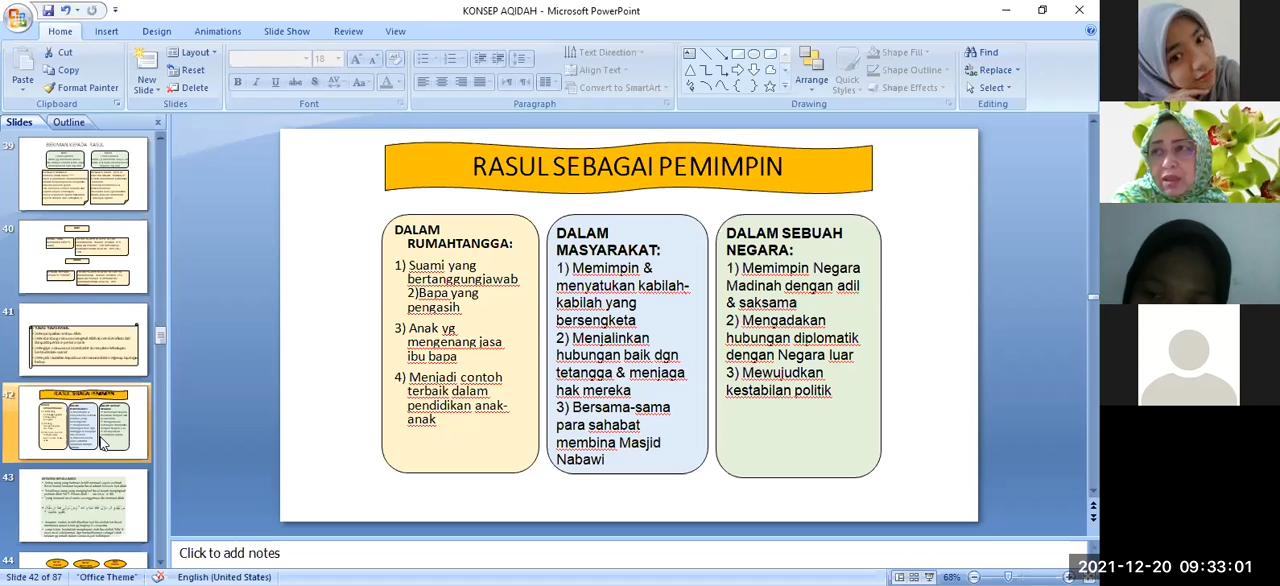 KONSEP AQIDAH - Microsoft PowerPoint
Home Insert Design Animations Slide Show Review View
Paste
Cut
Copy
Format Painter
Clipboard
New Slide
Layout
Reset
Delete
Slides
18
B I U abc S AV Aa A
Font
Paragraph
Text Direction
Align Text
Convert to SmartArt
Arrange
Quick Styles
Shape Fill
Shape Outline
Shape Effects
Drawing
Find
Replace
Select
Editing
Slides Outline
39
40
41
42
RASUL SEBAGAI PEMIMPIN
43
44
RASUL SEBAGAI PEMIMPIN
DALAM
RUMAHTANGGA:
1) Suami yang
bertanggungjawab
2)Bapa yang
pengasih
3) Anak yg
mengenang jasa
ibu bapa
4) Menjadi contoh
terbaik dalam
pendidikan anak-
anak
DALAM
MASYARAKAT:
1) Memimpin &
menyatukan kabilah-
kabilah yang
bersengketa
2) Menjalinkan
hubungan baik dgn
tetangga & menjaga
hak mereka
3) Bersama-sama
para sahabat
membina Masjid
Nabawi
DALAM SEBUAH
NEGARA:
1) Memimpin Negara
Madinah dengan adil
& saksama
2) Mengadakan
hubungan diplomatik
dengan Negara luar
3) Mewujudkan
kestabilan politik
Click to add notes
Slide 42 of 87 "Office Theme" English (United States) 68%
2021-12-20 09:33:01